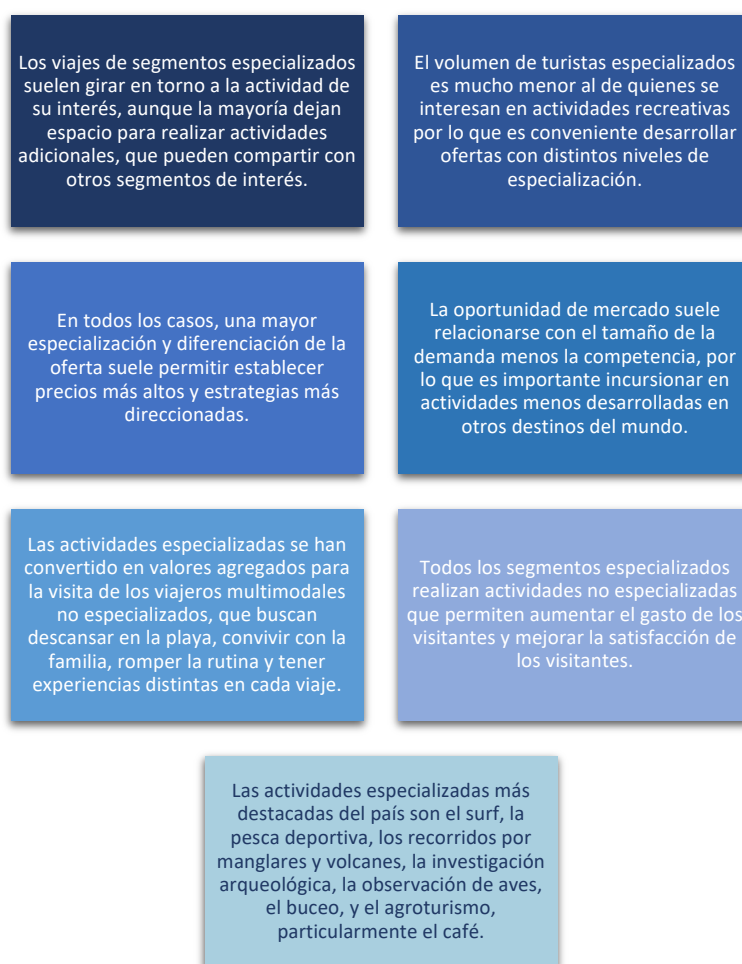 Los viajes de segmentos especializados
suelen girar en torno a la actividad de
su interés, aunque la mayoría dejan
espacio para realizar actividades
adicionales, que pueden compartir con
otros segmentos de interés.
El volumen de turistas especializados
es mucho menor al de quienes se
interesan en actividades recreativas
por lo que es conveniente desarrollar
ofertas con distintos niveles de
especialización.
En todos los casos, una mayor
especialización y diferenciación de la
oferta suele permitir establecer
precios más altos y estrategias más
direccionadas.
La oportunidad de mercado suele
relacionarse con el tamaño de la
demanda menos la competencia, por
lo que es importante incursionar en
actividades menos desarrolladas en
otros destinos del mundo.
Las actividades especializadas se han
convertido en valores agregados para
la visita de los viajeros multimodales
no especializados, que buscan
descansar en la playa, convivir con la
familia, romper la rutina y tener
experiencias distintas en cada viaje.
Todos los segmentos especializados
realizan actividades no especializadas
que permiten aumentar el gasto de los
visitantes y mejorar la satisfacción de
los visitantes.
Las actividades especializadas más
destacadas del país son el surf, la
pesca deportiva, los recorridos por
manglares y volcanes, la investigación
arqueológica, la observación de aves,
el buceo, y el agroturismo,
particularmente el café.